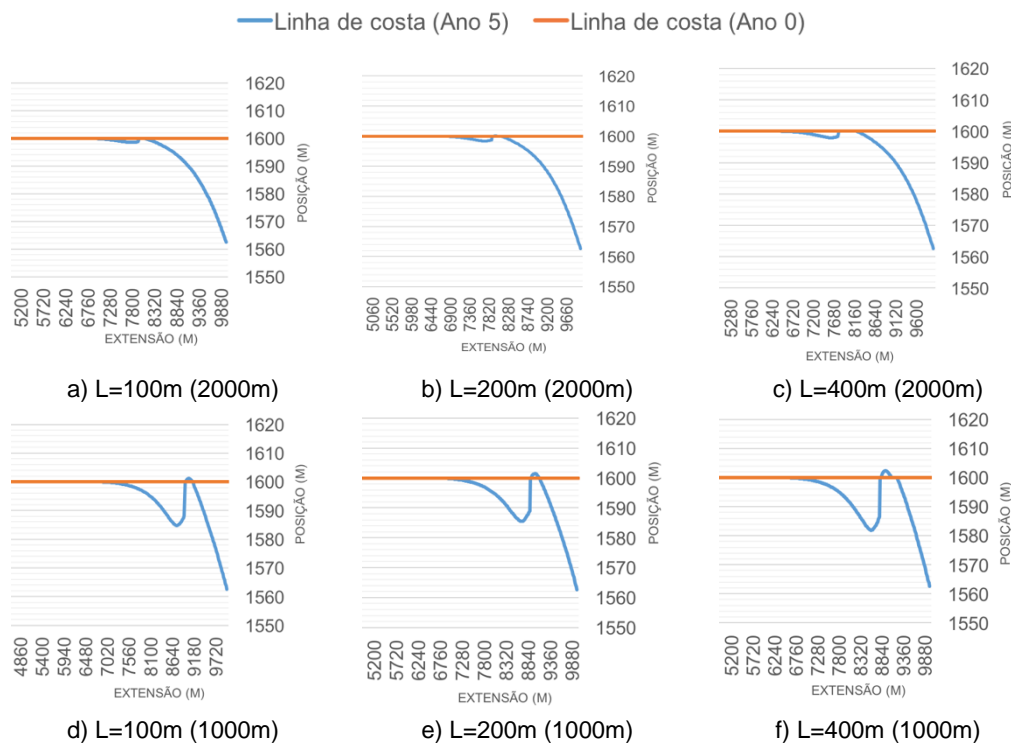 Linha de costa (Ano 5) Linha de costa (Ano 0)
1620
1610
1600
1590
1580
1570
1560
1550
POSIÇÃO (M)
5200 5720 6240 6760 7280 7800 8320 8840 9360 9880
EXTENSÃO (M)
a) L=100m (2000m)
1620
1610
1600
1590
1580
1570
1560
1550
POSIÇÃO (M)
5060 5520 5980 6440 6900 7360 7820 8280 8740 9200 9660
EXTENSÃO (M)
b) L=200m (2000m)
1620
1610
1600
1590
1580
1570
1560
1550
POSIÇÃO (M)
5280 5760 6240 6720 7200 7680 8160 8640 9120 9600
EXTENSÃO (M)
c) L=400m (2000m)
1620
1610
1600
1590
1580
1570
1560
1550
POSIÇÃO (M)
4860 5400 5940 6480 7020 7560 8100 8640 9180 9720
EXTENSÃO (M)
d) L=100m (1000m)
1620
1610
1600
1590
1580
1570
1560
1550
POSIÇÃO (M)
5200 5720 6240 6760 7280 7800 8320 8840 9360 9880
EXTENSÃO (M)
e) L=200m (1000m)
1620
1610
1600
1590
1580
1570
1560
1550
POSIÇÃO (M)
5200 5720 6240 6760 7280 7800 8320 8840 9360 9880
EXTENSÃO (M)
f) L=400m (1000m)